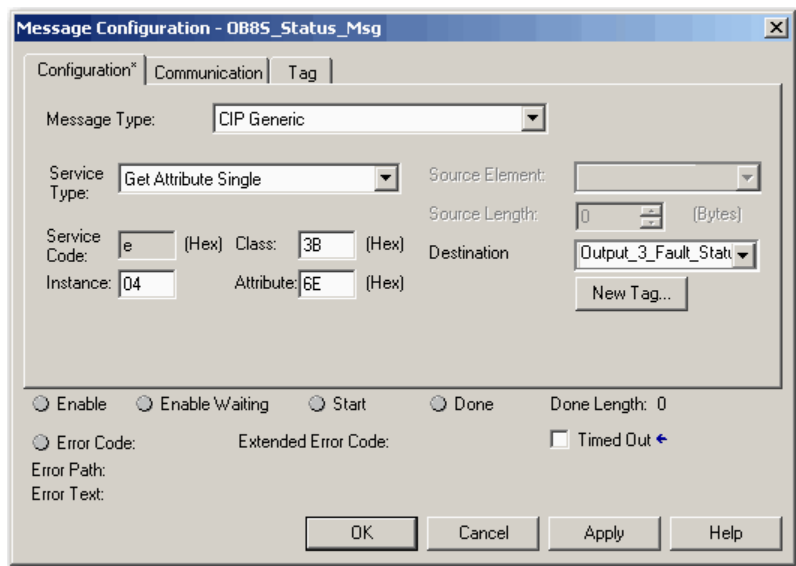 Message Configuration - OB8S_Status_Msg
Configuration* Communication Tag
Message Type: CIP Generic
Service Type: Get Attribute Single
Source Element:
Source Length: 0 (Bytes)
Service Code: e (Hex) Class: 3B (Hex)
Destination Output_3_Fault_Statu
Instance: 04 Attribute: 6E (Hex)
New Tag...
Enable Enable Waiting Start Done Done Length: 0
Error Code: Extended Error Code: Timed Out
Error Path:
Error Text:
OK Cancel Apply Help